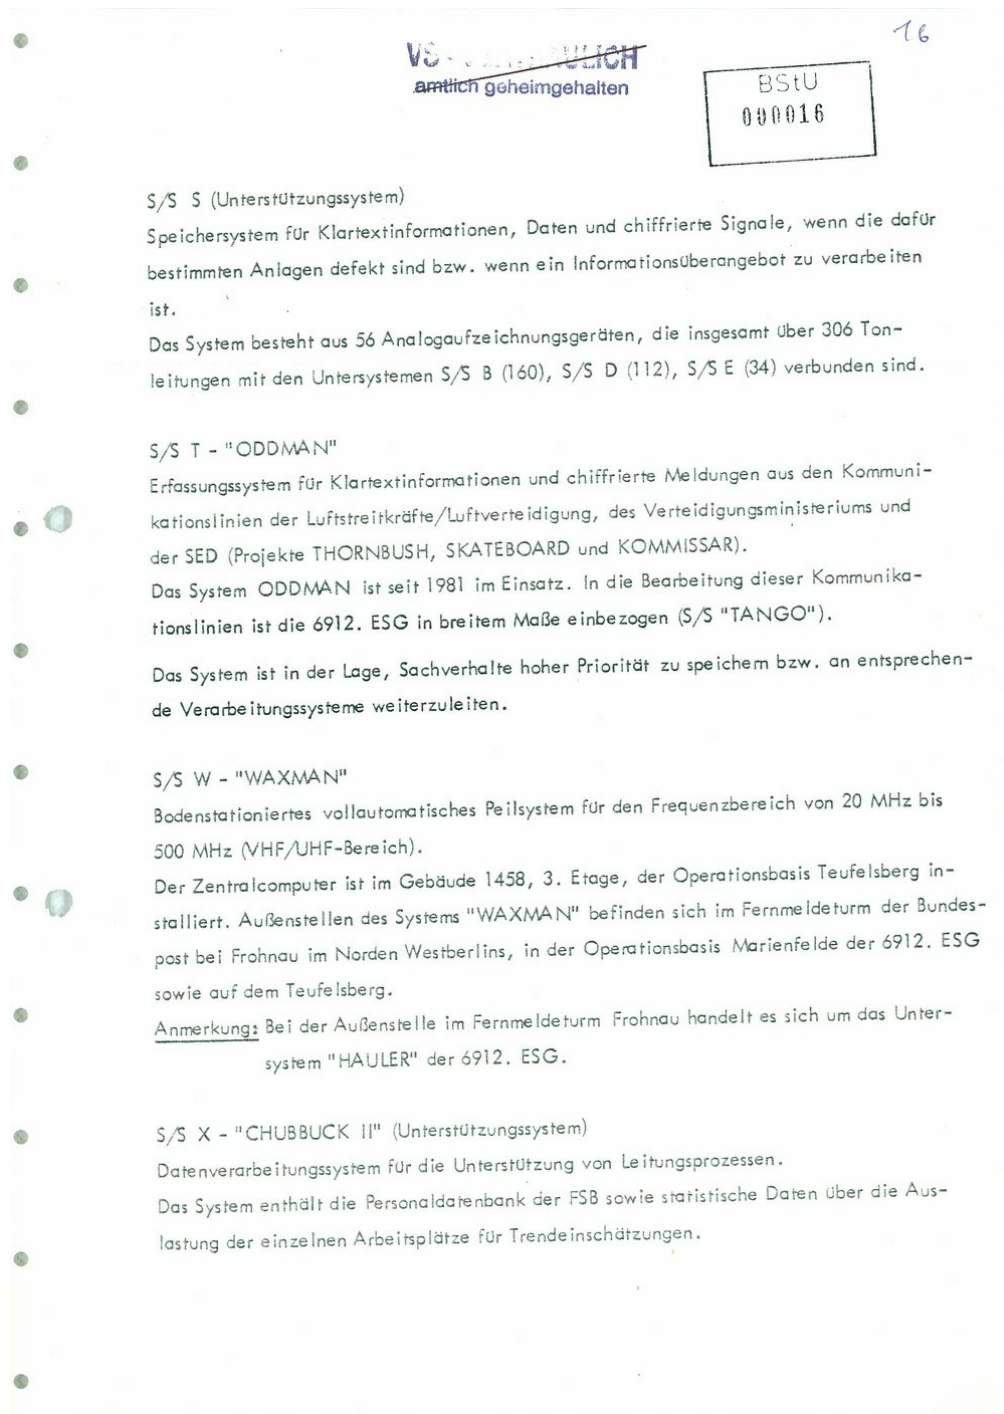 16
VS-
ULICH
amtlich geheimgehalten
BStU
000016
S/S S (Unterstützungssystem)
Speichersystem für Klartextinformationen, Daten und chiffrierte Signale, wenn die dafür
bestimmten Anlagen defekt sind bzw. wenn ein Informationsüberangebot zu verarbeiten
ist.
Das System besteht aus 56 Analogaufzeichnungsgeräten, die insgesamt über 306 Ton-
leitungen mit den Untersystemen S/S B (160), S/S D (112), S/S E (34) verbunden sind.
S/S T - "ODDMAN"
Erfassungssystem für Klartextinformationen und chiffrierte Meldungen aus den Kommuni-
kationslinien der Luftstreitkräfte/Luftverteidigung, des Verteidigungsministeriums und
der SED (Projekte THORNBUSH, SKATEBOARD und KOMMISSAR).
Das System ODDMAN ist seit 1981 im Einsatz. In die Bearbeitung dieser Kommunika-
tionslinien ist die 6912. ESG in breitem Maße einbezogen (S/S "TANGO").
Das System ist in der Lage, Sachverhalte hoher Priorität zu speichern bzw. an entsprechen-
de Verarbeitungssysteme weiterzuleiten.
S/S W - "WAXMAN"
Bodenstationiertes vollautomatisches Peilsystem für den Frequenzbereich von 20 MHz bis
500 MHz (VHF/UHF-Bereich).
Der Zentralcomputer ist im Gebäude 1458, 3. Etage, der Operationsbasis Teufelsberg in-
stalliert. Außenstellen des Systems "WAXMAN" befinden sich im Fernmeldeturm der Bundes-
post bei Frohnau im Norden Westberlins, in der Operationsbasis Marienfelde der 6912. ESG
sowie auf dem Teufelsberg.
Anmerkung: Bei der Außenstelle im Fernmeldeturm Frohnau handelt es sich um das Unter-
system "HAULER" der 6912. ESG.
S/S X - "CHUBBUCK II" (Unterstützungssystem)
Datenverarbeitungssystem für die Unterstützung von Leitungsprozessen.
Das System enthält die Personaldatenbank der FSB sowie statistische Daten über die Aus-
lastung der einzelnen Arbeitsplätze für Trendeinschätzungen.